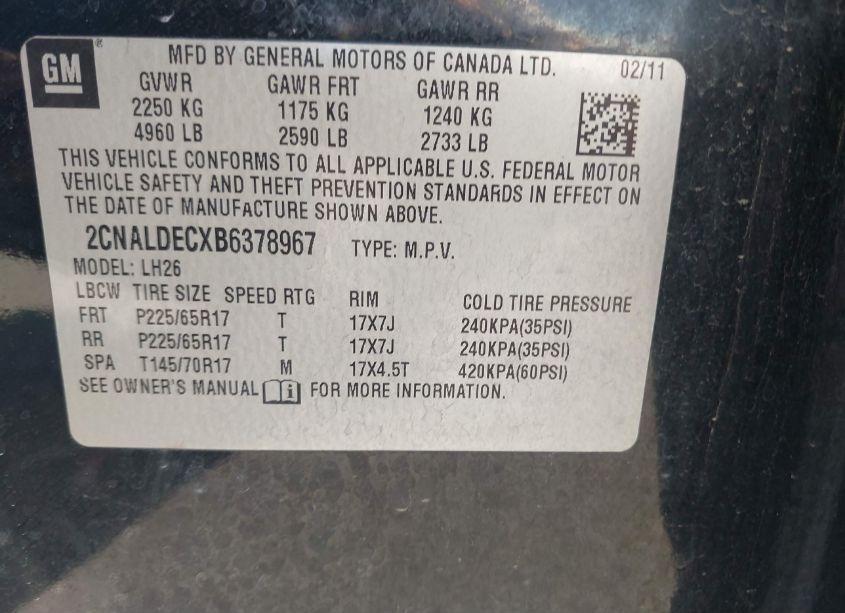 GM
MFD BY GENERAL MOTORS OF CANADA LTD. 02/11
GVWR GAWR FRT GAWR RR
2250 KG 1175 KG 1240 KG
4960 LB 2590 LB 2733 LB
THIS VEHICLE CONFORMS TO ALL APPLICABLE U.S. FEDERAL MOTOR
VEHICLE SAFETY AND THEFT PREVENTION STANDARDS IN EFFECT ON
THE DATE OF MANUFACTURE SHOWN ABOVE.
2CNALDECXB6378967 TYPE: M.P.V.
MODEL: LH26
LBCW TIRE SIZE SPEED RTG RIM COLD TIRE PRESSURE
FRT P225/65R17 T 17X7J 240KPA(35PSI)
RR P225/65R17 T 17X7J 240KPA(35PSI)
SPA T145/70R17 M 17X4.5T 420KPA(60PSI)
SEE OWNER'S MANUAL FOR MORE INFORMATION.